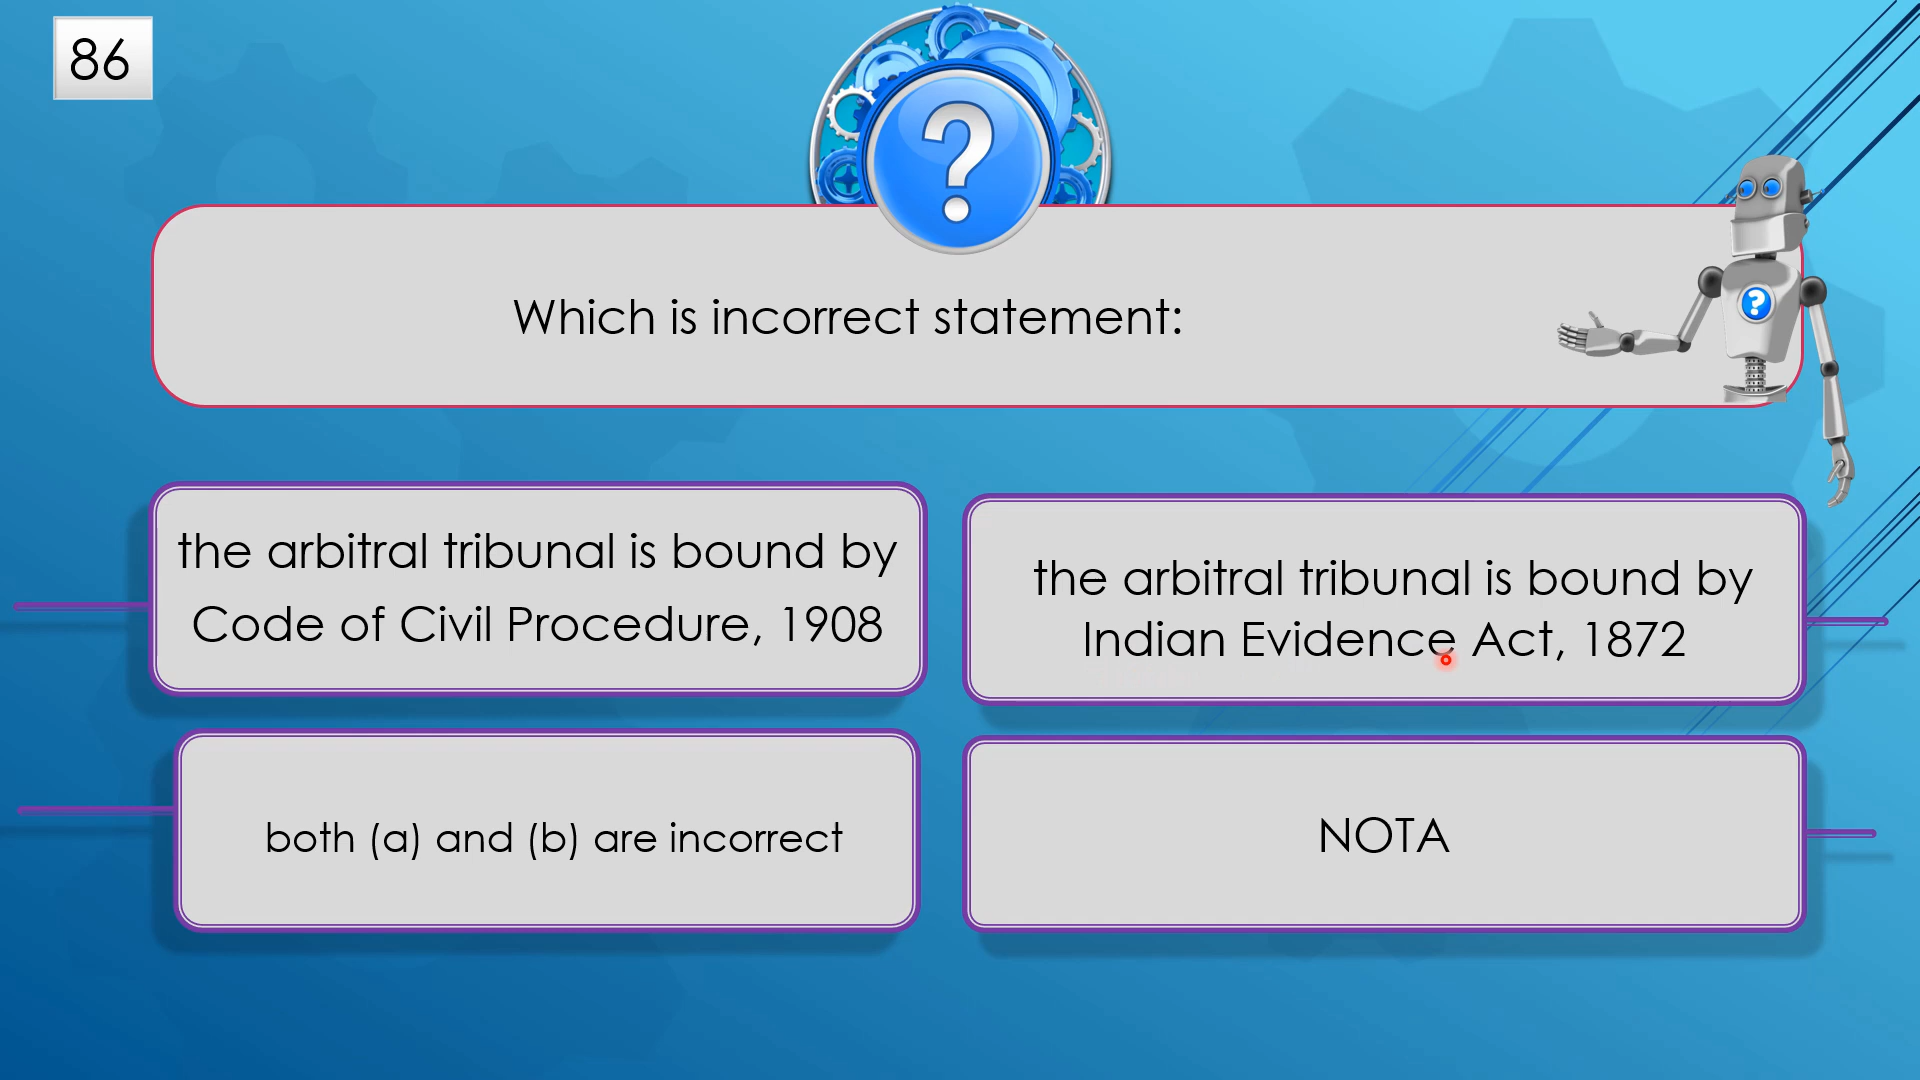 86
?
Which is incorrect statement:
?
the arbitral tribunal is bound by
Code of Civil Procedure, 1908
the arbitral tribunal is bound by
Indian Evidence Act, 1872
both (a) and (b) are incorrect
NOTA